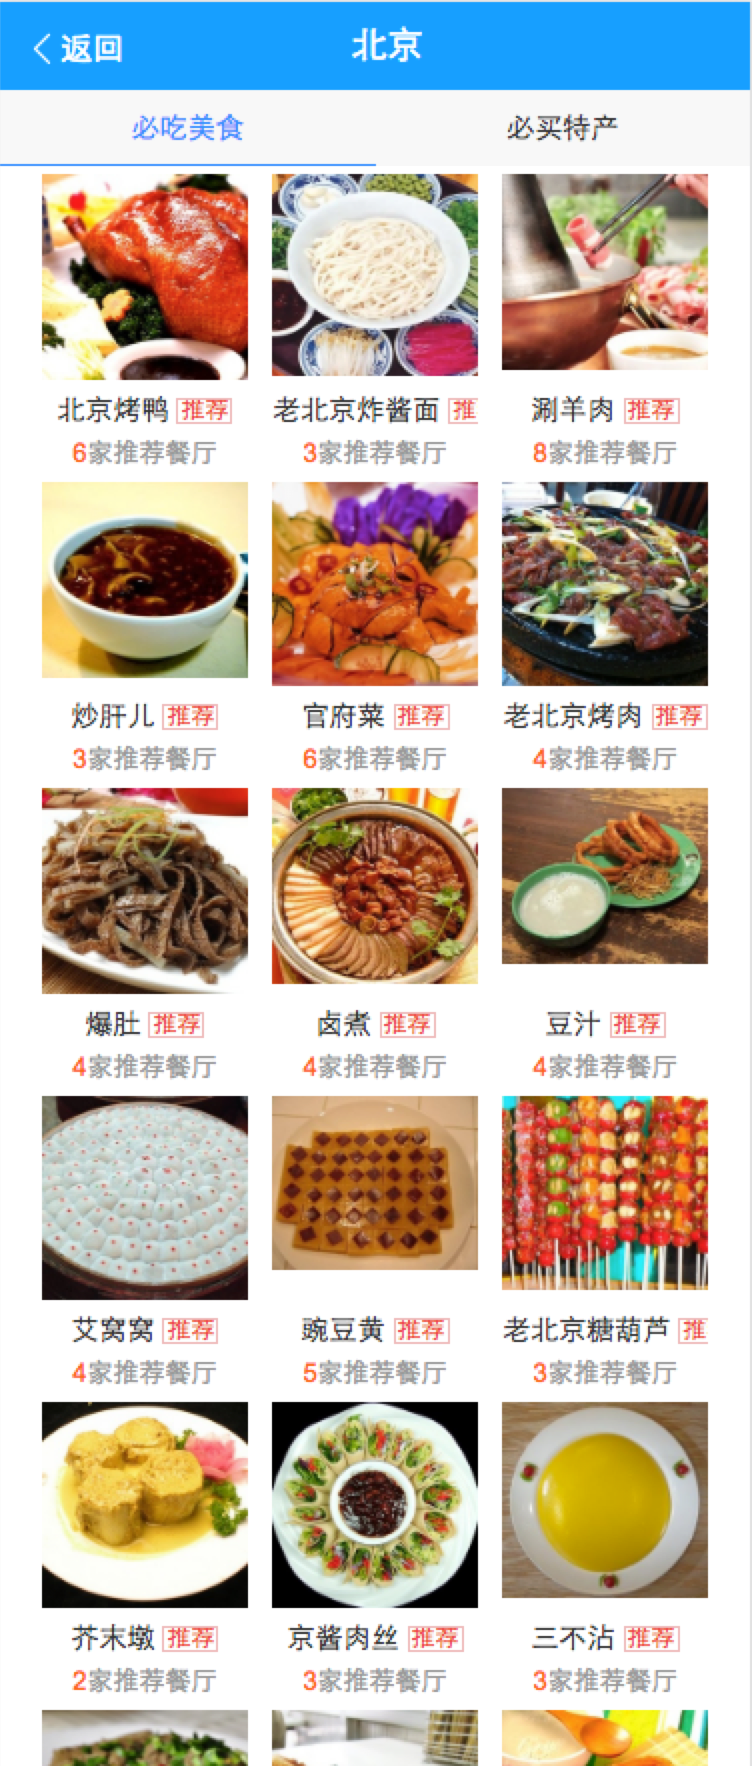 返回 北京
必吃美食 必买特产
北京烤鸭 推荐 老北京炸酱面 推 涮羊肉 推荐
6家推荐餐厅 3家推荐餐厅 8家推荐餐厅
炒肝儿 推荐 官府菜 推荐 老北京烤肉 推荐
3家推荐餐厅 6家推荐餐厅 4家推荐餐厅
爆肚 推荐 卤煮 推荐 豆汁 推荐
4家推荐餐厅 4家推荐餐厅 4家推荐餐厅
艾窝窝 推荐 豌豆黄 推荐 老北京糖葫芦 推
4家推荐餐厅 5家推荐餐厅 3家推荐餐厅
芥末墩 推荐 京酱肉丝 推荐 三不沾 推荐
2家推荐餐厅 3家推荐餐厅 3家推荐餐厅